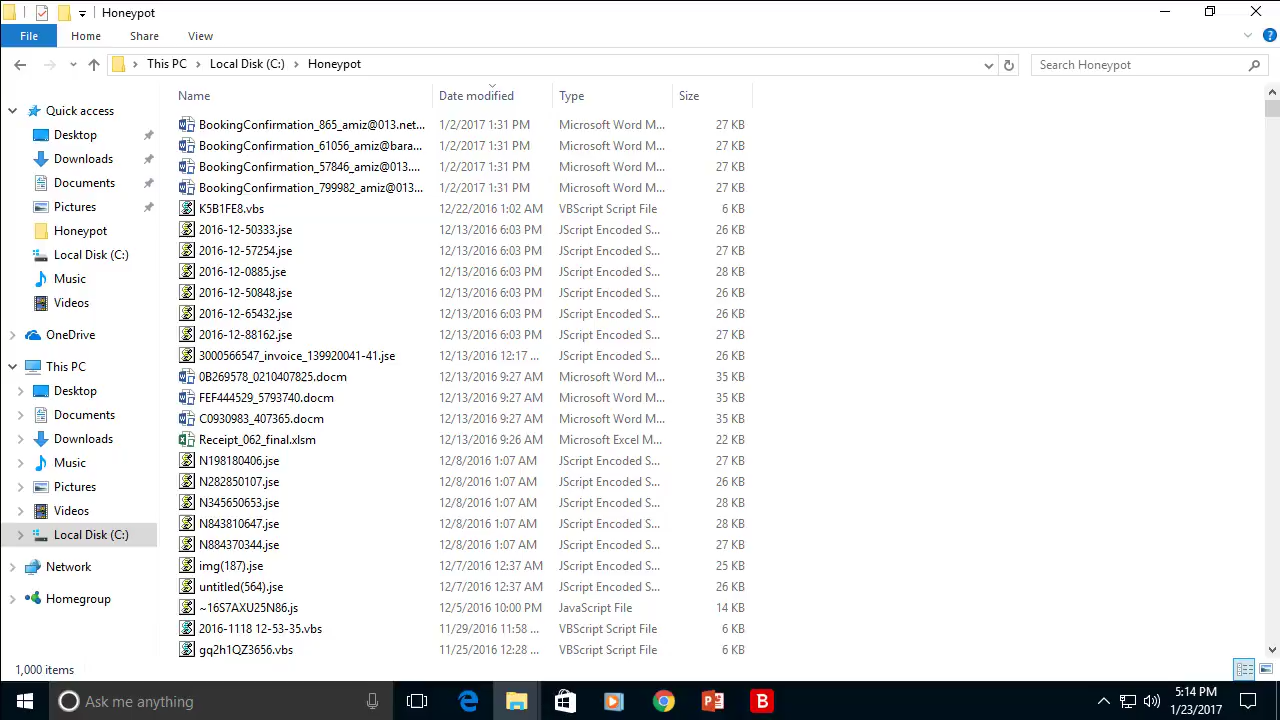 Honeypot
File Home Share View
This PC Local Disk (C:) Honeypot
Search Honeypot
Name Date modified Type Size
Quick access
Desktop
Downloads
Documents
Pictures
Honeypot
Local Disk (C:)
Music
Videos
OneDrive
This PC
Desktop
Documents
Downloads
Music
Pictures
Videos
Local Disk (C:)
Network
Homegroup
BookingConfirmation_865_amiz@013.net... 1/2/2017 1:31 PM Microsoft Word M... 27 KB
BookingConfirmation_61056_amiz@bara... 1/2/2017 1:31 PM Microsoft Word M... 27 KB
BookingConfirmation_57846_amiz@013.... 1/2/2017 1:31 PM Microsoft Word M... 27 KB
BookingConfirmation_799982_amiz@013... 1/2/2017 1:31 PM Microsoft Word M... 27 KB
K5B1FE8.vbs 12/22/2016 1:02 AM VBScript Script File 6 KB
2016-12-50333.jse 12/13/2016 6:03 PM JScript Encoded S... 26 KB
2016-12-57254.jse 12/13/2016 6:03 PM JScript Encoded S... 27 KB
2016-12-0885.jse 12/13/2016 6:03 PM JScript Encoded S... 28 KB
2016-12-50848.jse 12/13/2016 6:03 PM JScript Encoded S... 26 KB
2016-12-65432.jse 12/13/2016 6:03 PM JScript Encoded S... 26 KB
2016-12-88162.jse 12/13/2016 6:03 PM JScript Encoded S... 27 KB
3000566547_invoice_139920041-41.jse 12/13/2016 12:17 ... JScript Encoded S... 26 KB
0B269578_0210407825.docm 12/13/2016 9:27 AM Microsoft Word M... 35 KB
FEF444529_5793740.docm 12/13/2016 9:27 AM Microsoft Word M... 35 KB
C0930983_407365.docm 12/13/2016 9:27 AM Microsoft Word M... 35 KB
Receipt_062_final.xlsm 12/13/2016 9:26 AM Microsoft Excel M... 22 KB
N198180406.jse 12/8/2016 1:07 AM JScript Encoded S... 27 KB
N282850107.jse 12/8/2016 1:07 AM JScript Encoded S... 26 KB
N345650653.jse 12/8/2016 1:07 AM JScript Encoded S... 28 KB
N843810647.jse 12/8/2016 1:07 AM JScript Encoded S... 28 KB
N884370344.jse 12/8/2016 1:07 AM JScript Encoded S... 27 KB
img(187).jse 12/7/2016 12:37 AM JScript Encoded S... 25 KB
untitled(564).jse 12/7/2016 12:37 AM JScript Encoded S... 26 KB
~16S7AXU25N86.js 12/5/2016 10:00 PM JavaScript File 14 KB
2016-1118 12-53-35.vbs 11/29/2016 11:58 ... VBScript Script File 6 KB
gq2h1QZ3656.vbs 11/25/2016 12:28 ... VBScript Script File 6 KB
1,000 items
Ask me anything
B
5:14 PM
1/23/2017